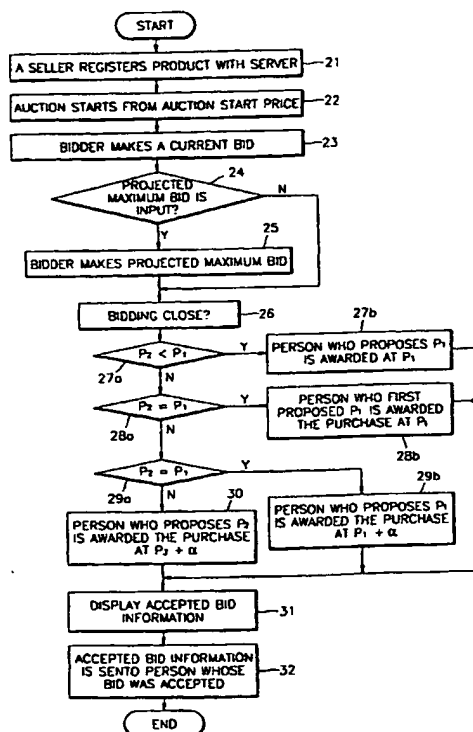 START
A SELLER REGISTERS PRODUCT WITH SERVER
21
AUCTION STARTS FROM AUCTION START PRICE
22
BIDDER MAKES A CURRENT BID
23
24
PROJECTED
MAXIMUM BID IS
INPUT?
N
Y
25
BIDDER MAKES PROJECTED MAXIMUM BID
BIDDING CLOSE?
26
27b
P₂ < P₁
Y
PERSON WHO PROPOSES P₁
IS AWARDED AT P₁
27a
N
P₂ = P₁
Y
PERSON WHO FIRST
PROPOSED P₁ IS AWARDED
THE PURCHASE AT P₁
28a
N
28b
P₂ = P₁
Y
29a
N
30
29b
PERSON WHO PROPOSES P₂
IS AWARDED THE PURCHASE
AT P₃ + α
PERSON WHO PROPOSES P₁
IS AWARDED THE PURCHASE
AT P₁ + α
DISPLAY ACCEPTED BID
INFORMATION
31
ACCEPTED BID INFORMATION
IS SENTO PERSON WHOSE
BID WAS ACCEPTED
32
END